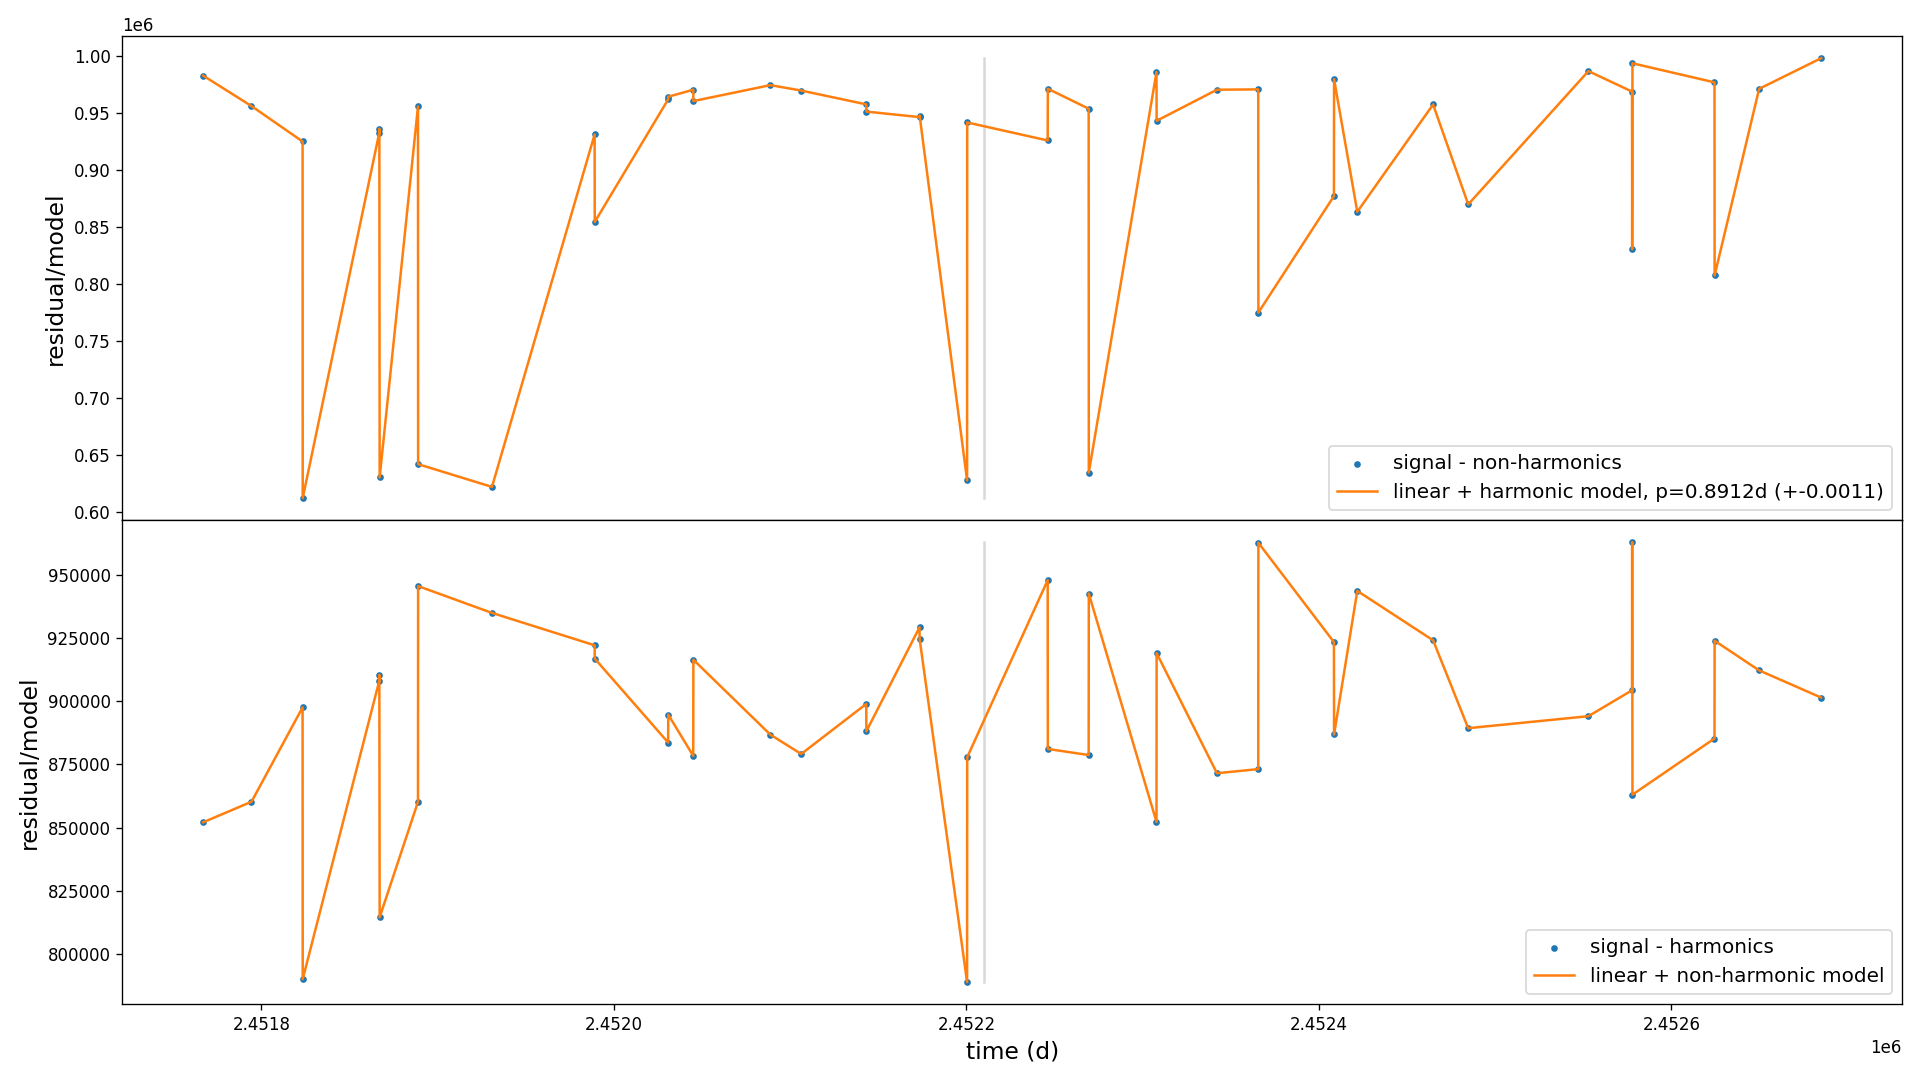 1e6
1.00
0.95
0.90
0.85
0.80
0.75
0.70
0.65
0.60
residual/model
signal - non-harmonics
linear + harmonic model, p=0.8912d (+-0.0011)
950000
925000
900000
875000
850000
825000
800000
residual/model
signal - harmonics
linear + non-harmonic model
2.4518 2.4520 2.4522 2.4524 2.4526
time (d)
1e6